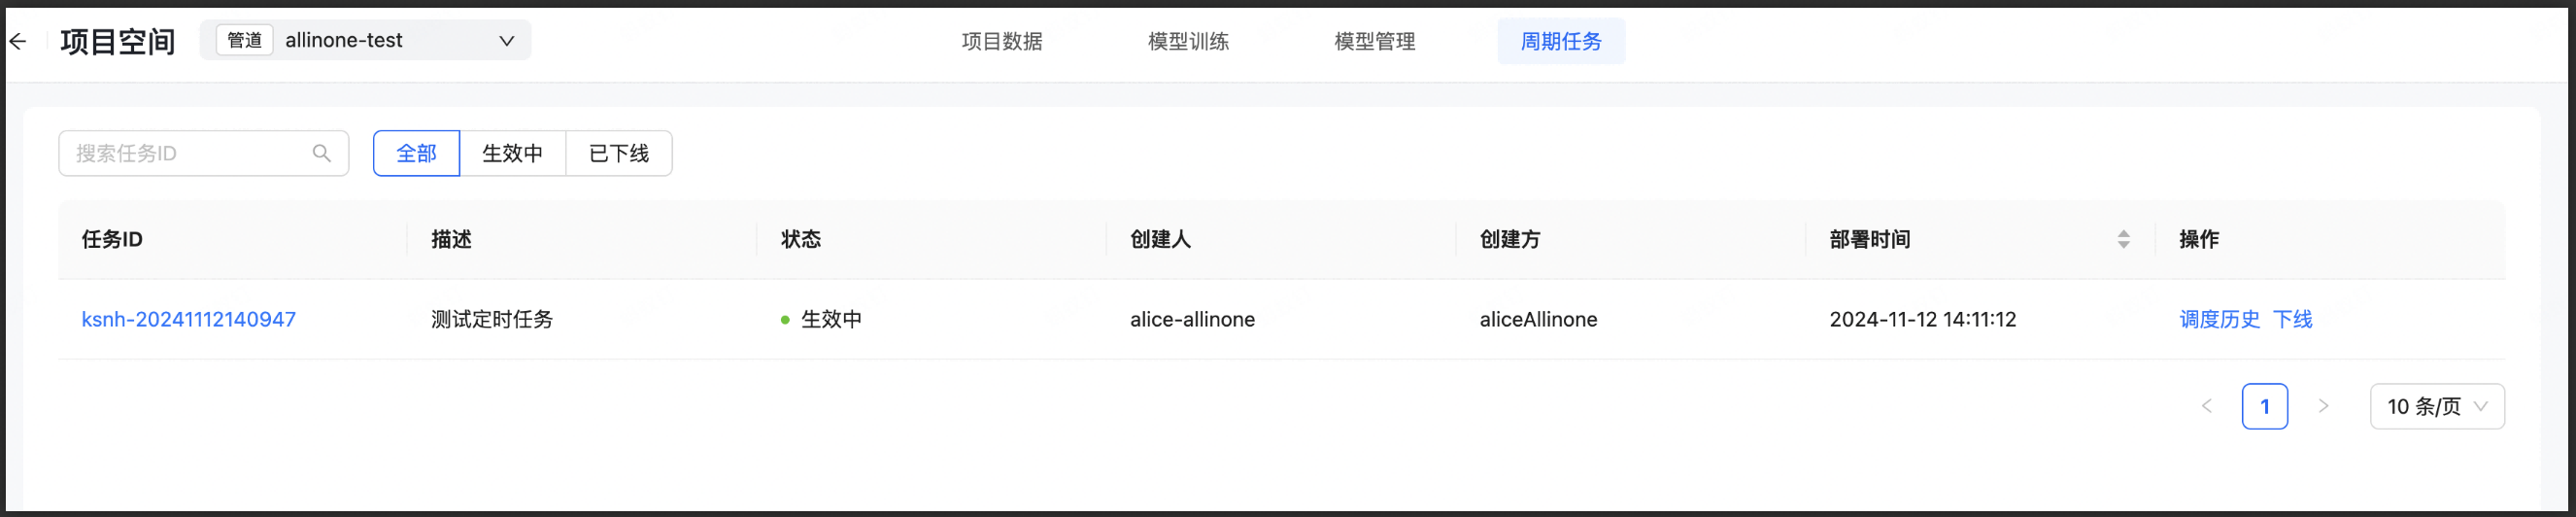 项目空间 管道 allinone-test 项目数据 模型训练 模型管理 周期任务
搜索任务ID 全部 生效中 已下线
任务ID 描述 状态 创建人 创建方 部署时间 操作
ksnh-20241112140947 测试定时任务 生效中 alice-allinone aliceAllinone 2024-11-12 14:11:12 调度历史 下线
1 10 条/页